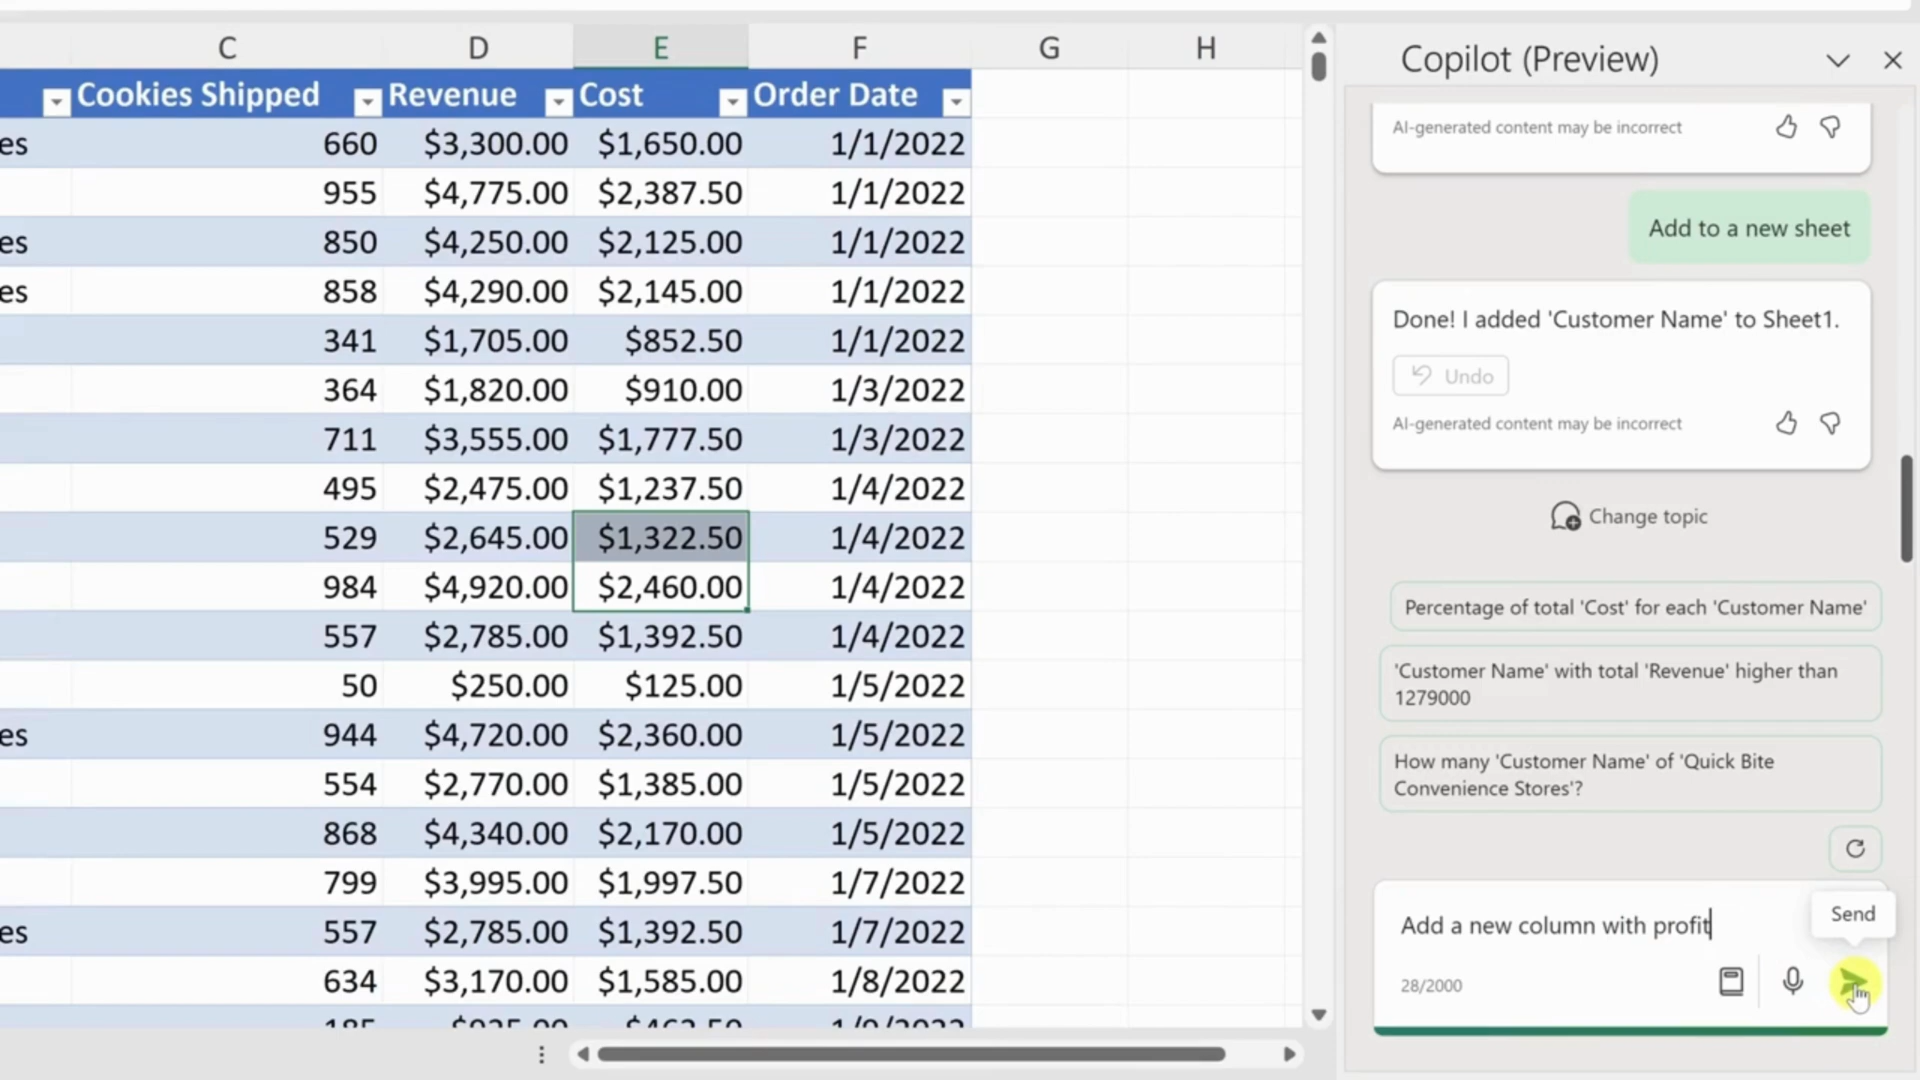 C D E F G H
Cookies Shipped Revenue Cost Order Date
es 660 $3,300.00 $1,650.00 1/1/2022
955 $4,775.00 $2,387.50 1/1/2022
es 850 $4,250.00 $2,125.00 1/1/2022
es 858 $4,290.00 $2,145.00 1/1/2022
341 $1,705.00 $852.50 1/1/2022
364 $1,820.00 $910.00 1/3/2022
711 $3,555.00 $1,777.50 1/3/2022
495 $2,475.00 $1,237.50 1/4/2022
529 $2,645.00 $1,322.50 1/4/2022
984 $4,920.00 $2,460.00 1/4/2022
557 $2,785.00 $1,392.50 1/4/2022
50 $250.00 $125.00 1/5/2022
es 944 $4,720.00 $2,360.00 1/5/2022
554 $2,770.00 $1,385.00 1/5/2022
868 $4,340.00 $2,170.00 1/5/2022
799 $3,995.00 $1,997.50 1/7/2022
es 557 $2,785.00 $1,392.50 1/7/2022
634 $3,170.00 $1,585.00 1/8/2022
Copilot (Preview)
AI-generated content may be incorrect
Add to a new sheet
Done! I added 'Customer Name' to Sheet1.
Undo
AI-generated content may be incorrect
Change topic
Percentage of total 'Cost' for each 'Customer Name'
'Customer Name' with total 'Revenue' higher than
1279000
How many 'Customer Name' of 'Quick Bite
Convenience Stores'?
Send
Add a new column with profit
28/2000